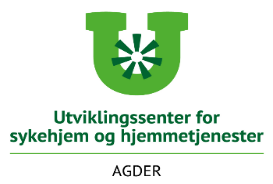 Utviklingssenter for
sykehjem og hjemmetjenester
AGDER